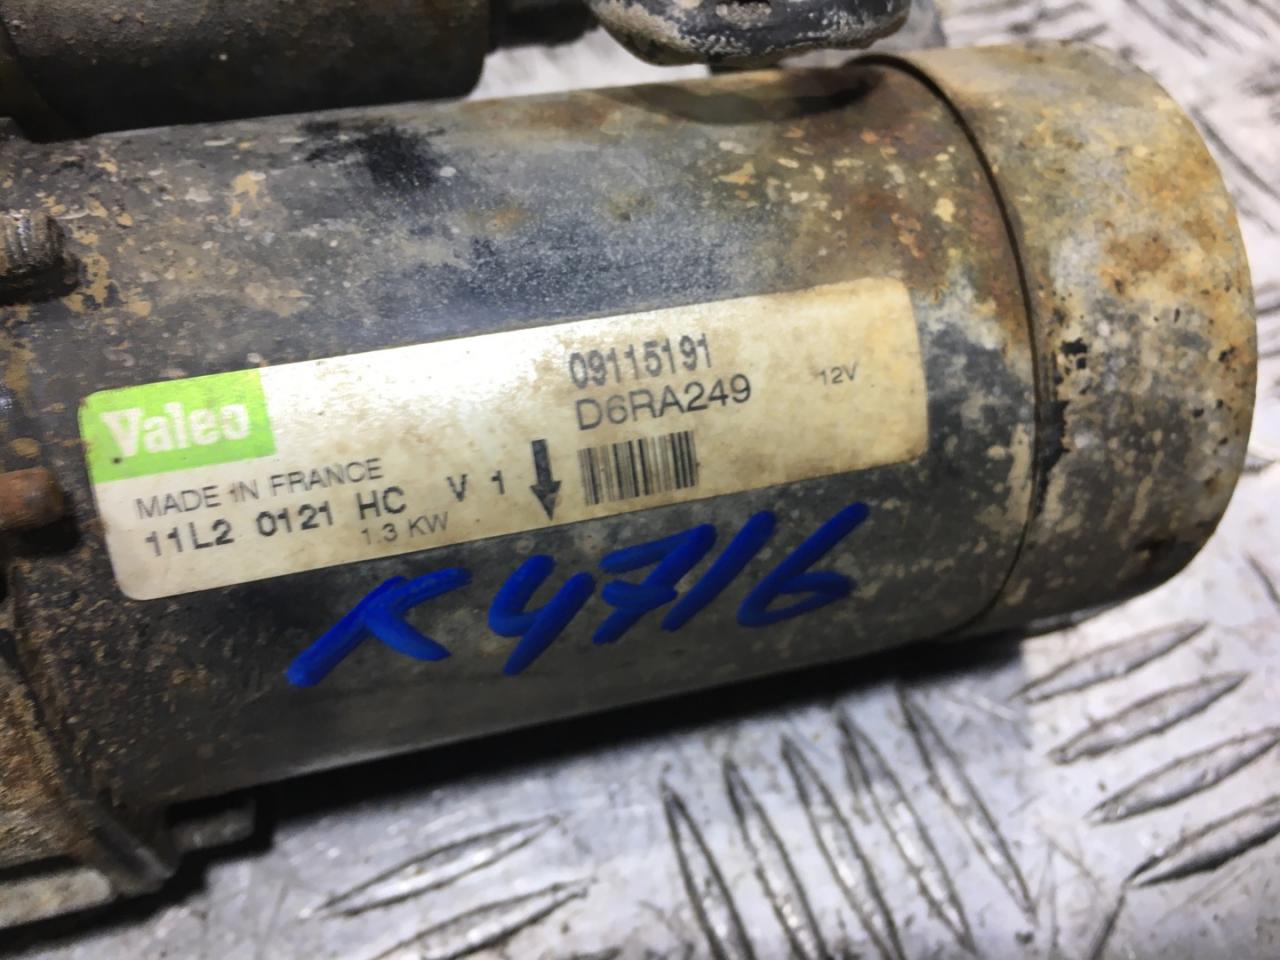 Valeo
09115191
D6RA249
12V
MADE IN FRANCE
11L2 0121 HC V 1
1.3 KW
K4716